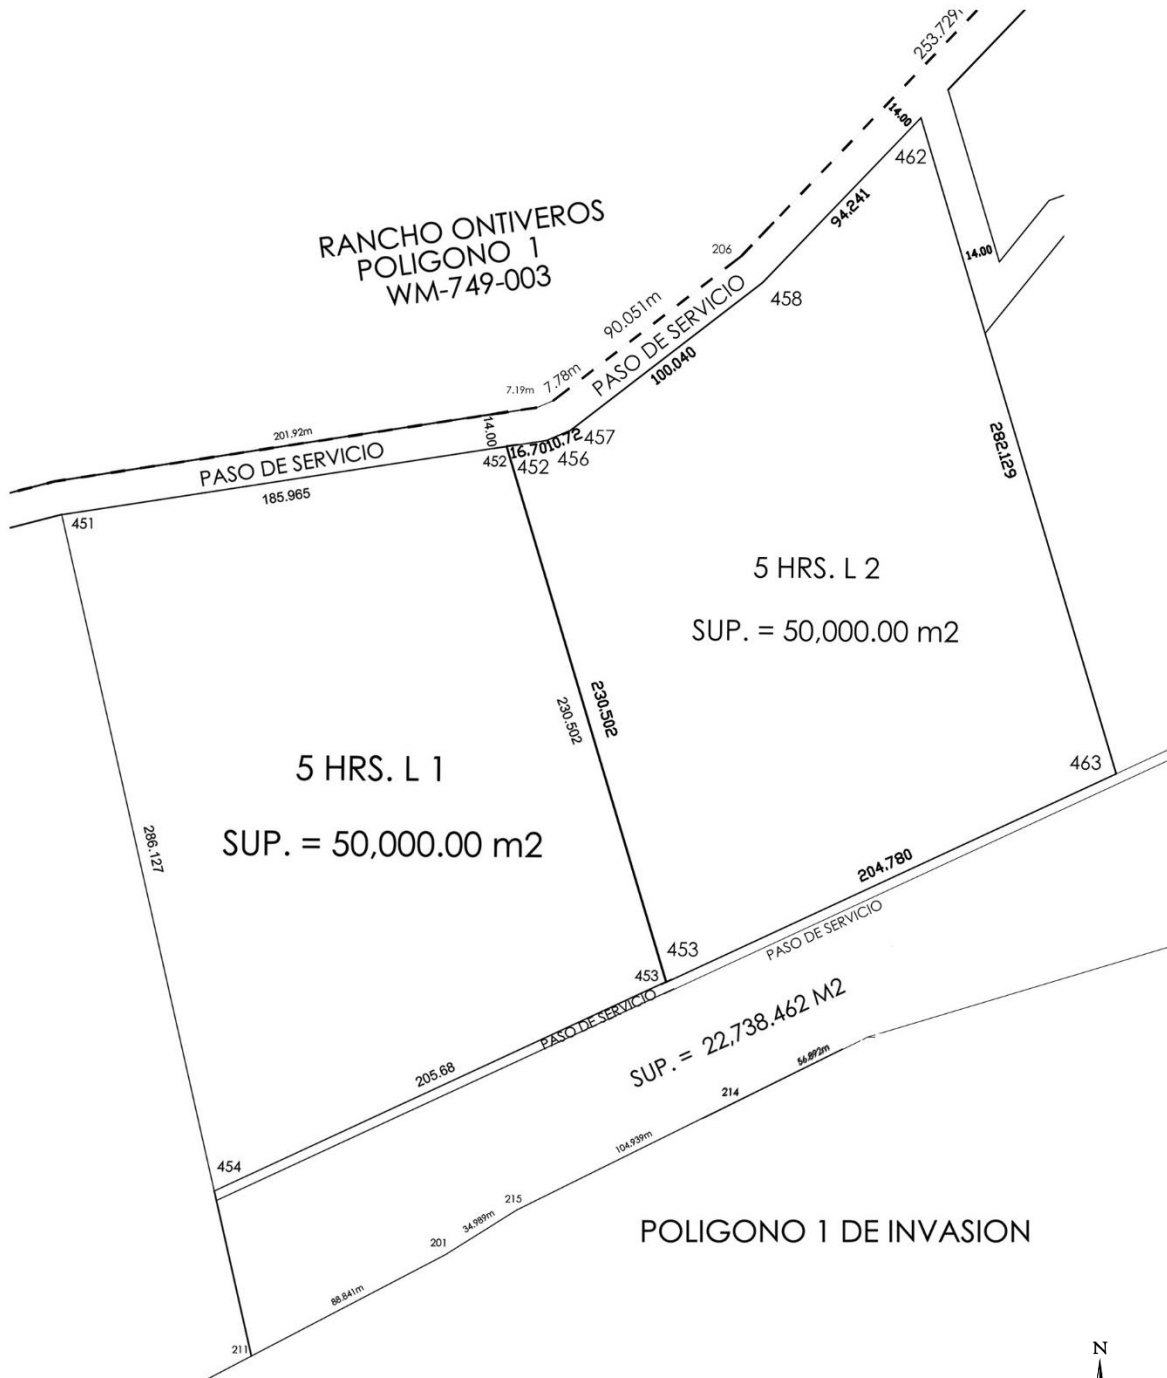 253.729
14.00
462
94.241
RANCHO ONTIVEROS
POLIGONO 1
WM-749-003
206
14.00
458
90.051m
PASO DE SERVICIO
100.040
7.19m
7.78m
201.92m
14.00
PASO DE SERVICIO
185.965
452
16.70
10.72
457
452
456
451
282.129
5 HRS. L 2
SUP. = 50,000.00 m2
230.502
230.502
5 HRS. L 1
SUP. = 50,000.00 m2
463
286.127
204.780
PASO DE SERVICIO
453
453
PASO DE SERVICIO
SUP. = 22,738.462 M2
205.68
56.892m
214
454
104.939m
215
34.989m
201
POLIGONO 1 DE INVASION
88.841m
211
N